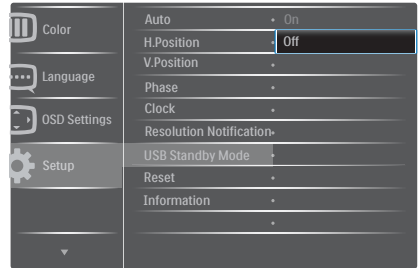 Color
Language
OSD Settings
Setup
Auto
H.Position
V.Position
Phase
Clock
Resolution Notification
USB Standby Mode
Reset
Information
On
Off